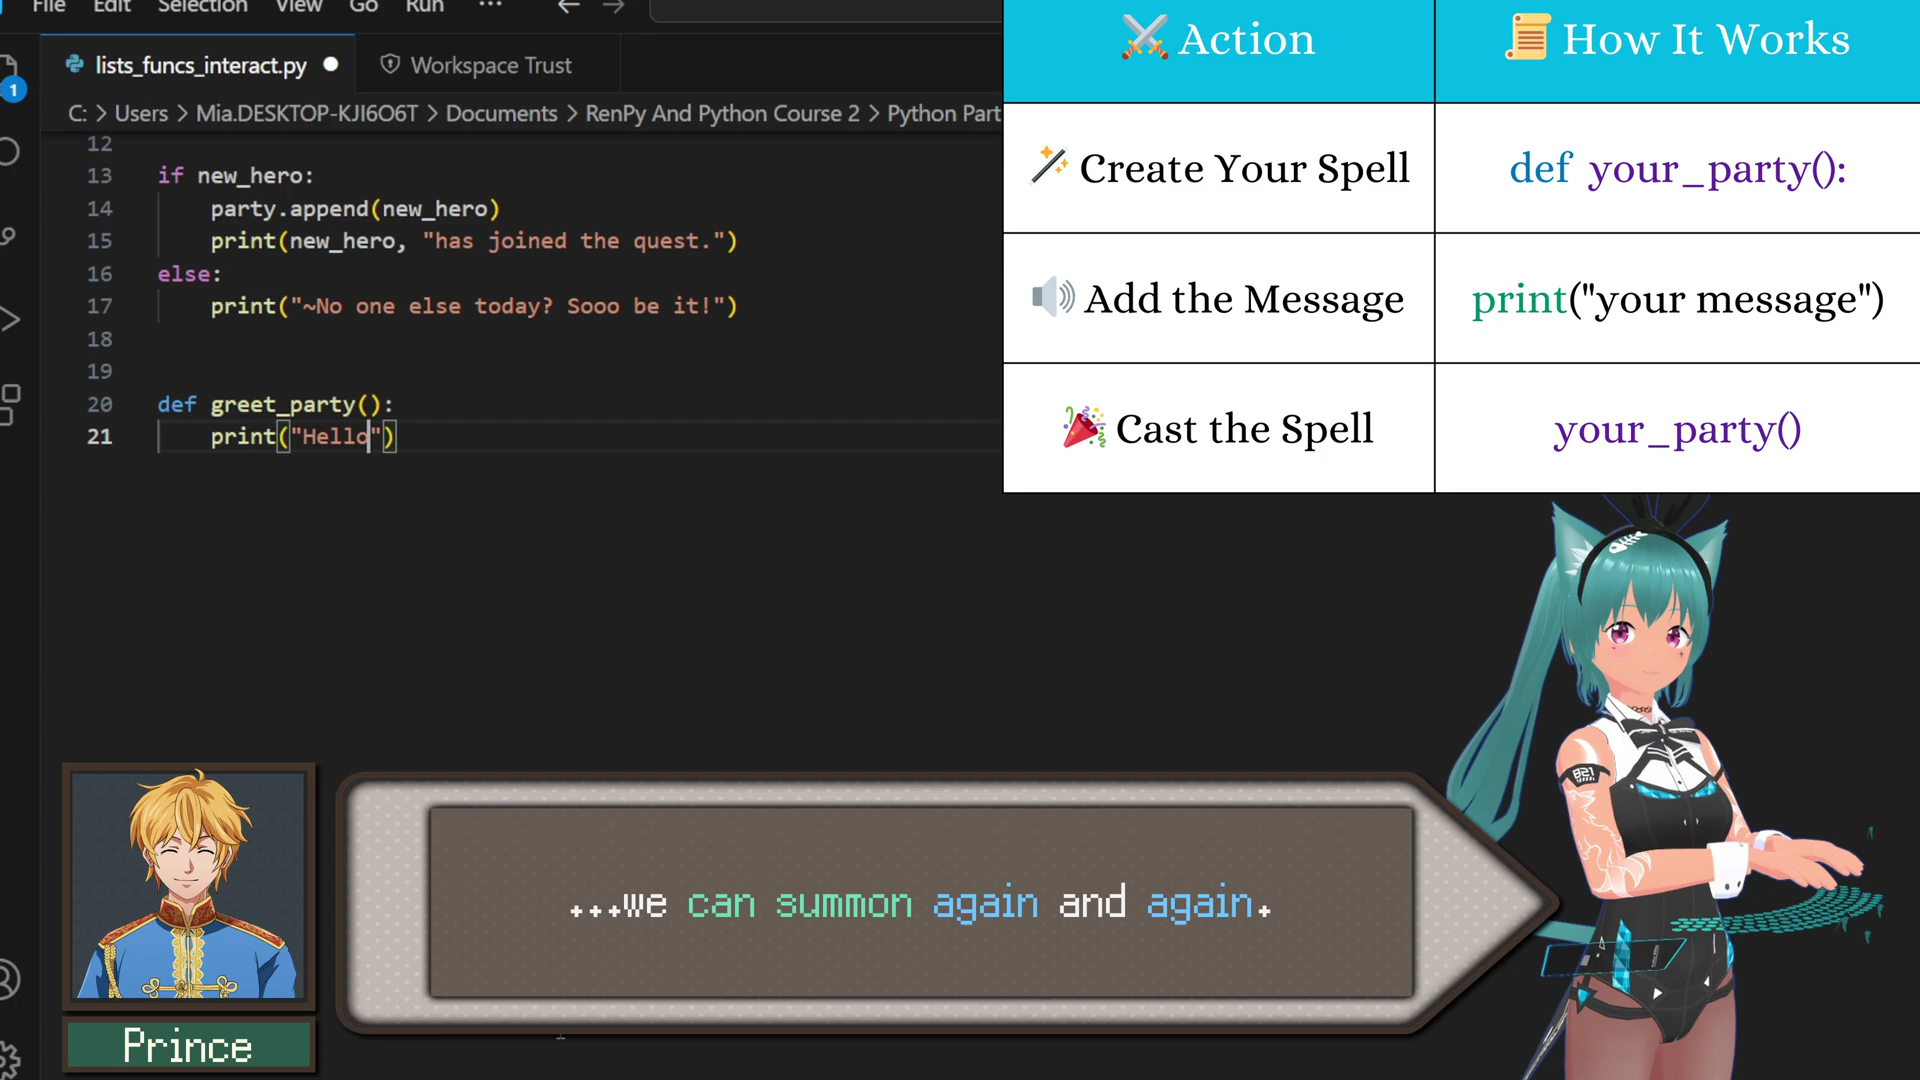 File Edit Selection View Go Run ...
lists_funcs_interact.py
Workspace Trust
1
C: > Users > Mia.DESKTOP-KJI6O6T > Documents > RenPy And Python Course 2 > Python Part
12
13 if new_hero:
14 party.append(new_hero)
15 print(new_hero, "has joined the quest.")
16 else:
17 print("~No one else today? Sooo be it!")
18
19
20 def greet_party():
21 print("Hello")
Action How It Works
Create Your Spell def your_party():
Add the Message print("your message")
Cast the Spell your_party()
B21
...we can summon again and again.
Prince